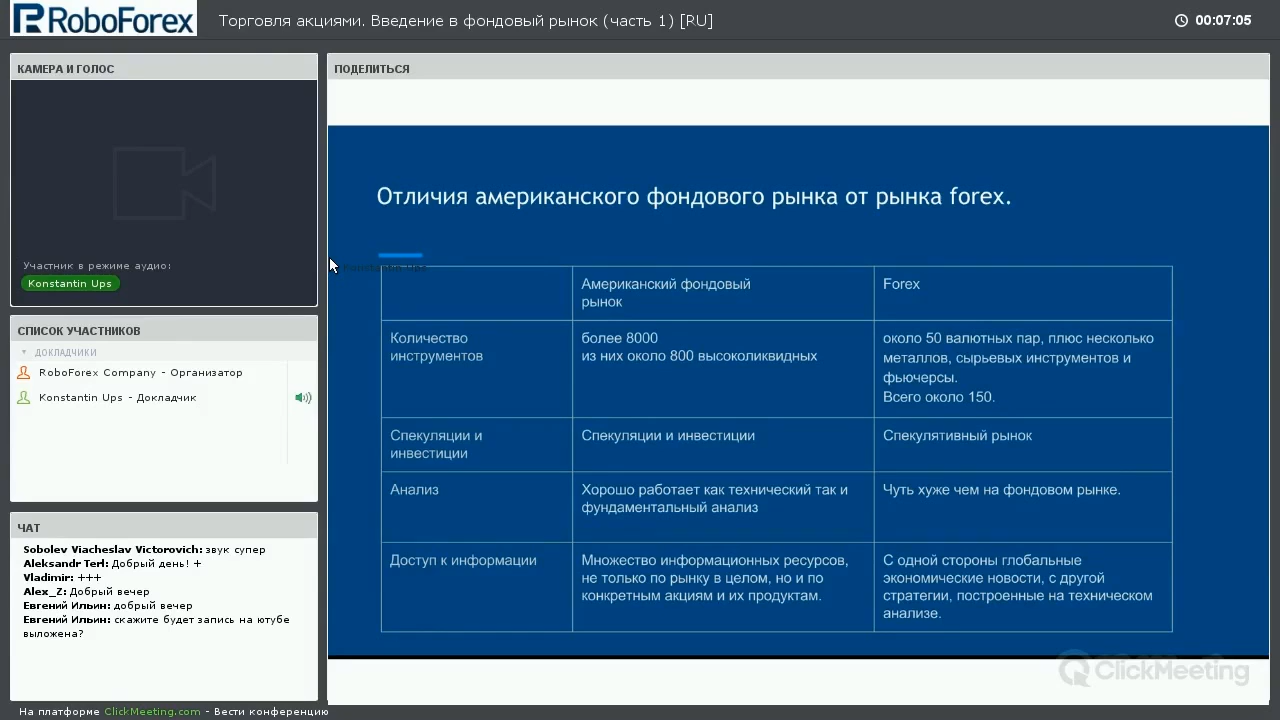 RoboForex
Торговля акциями. Введение в фондовый рынок (часть 1) [RU]
00:07:05
КАМЕРА И ГОЛОС
Участник в режиме аудио:
Konstantin Ups
СПИСОК УЧАСТНИКОВ
ДОКЛАДЧИКИ
RoboForex Company - Организатор
Konstantin Ups - Докладчик
ЧАТ
Sobolev Viacheslav Victorovich: звук супер
Aleksandr Terl: Добрый день! +
Vladimir: +++
Alex_Z: Добрый вечер
Евгений Ильин: добрый вечер
Евгений Ильин: скажите будет запись на ютубе
выложена?
На платформе ClickMeeting.com - Вести конференцию
ПОДЕЛИТЬСЯ
Отличия американского фондового рынка от рынка forex.
Konstantin Ups
Американский фондовый
рынок
Forex
Количество
инструментов
более 8000
из них около 800 высоколиквидных
около 50 валютных пар, плюс несколько
металлов, сырьевых инструментов и
фьючерсы.
Всего около 150.
Спекуляции и
инвестиции
Спекуляции и инвестиции
Спекулятивный рынок
Анализ
Хорошо работает как технический так и
фундаментальный анализ
Чуть хуже чем на фондовом рынке.
Доступ к информации
Множество информационных ресурсов,
не только по рынку в целом, но и по
конкретным акциям и их продуктам.
С одной стороны глобальные
экономические новости, с другой
стратегии, построенные на техническом
анализе.
ClickMeeting